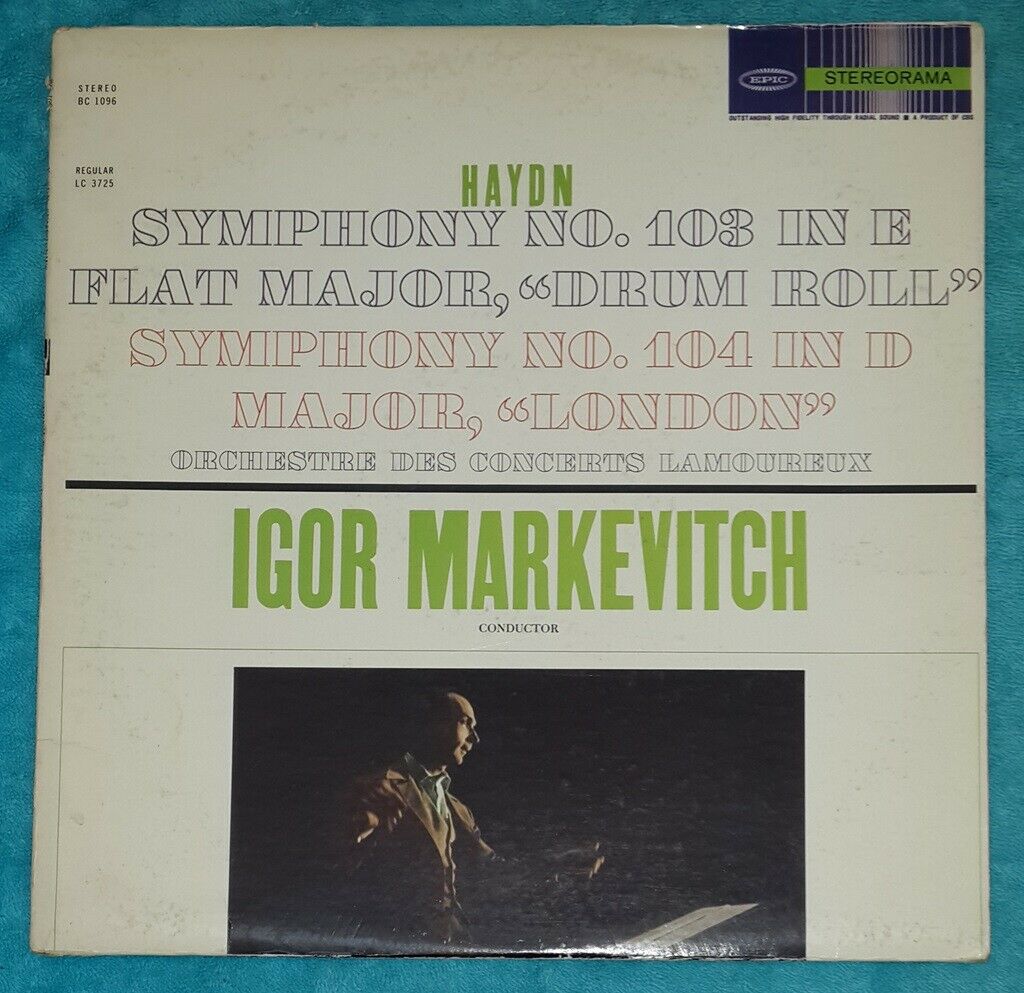 STEREO
BC 1096
EPIC
STEREORAMA
OUTSTANDING HIGH FIDELITY THROUGH RADIAL SOUND ■ A PRODUCT OF CBS
REGULAR
LC 3725
HAYDN
SYMPHONY NO. 103 IN E
FLAT MAJOR, “DRUM ROLL”
SYMPHONY NO. 104 IN D
MAJOR, “LONDON”
ORCHESTRE DES CONCERTS LAMOUREUX
IGOR MARKEVITCH
CONDUCTOR